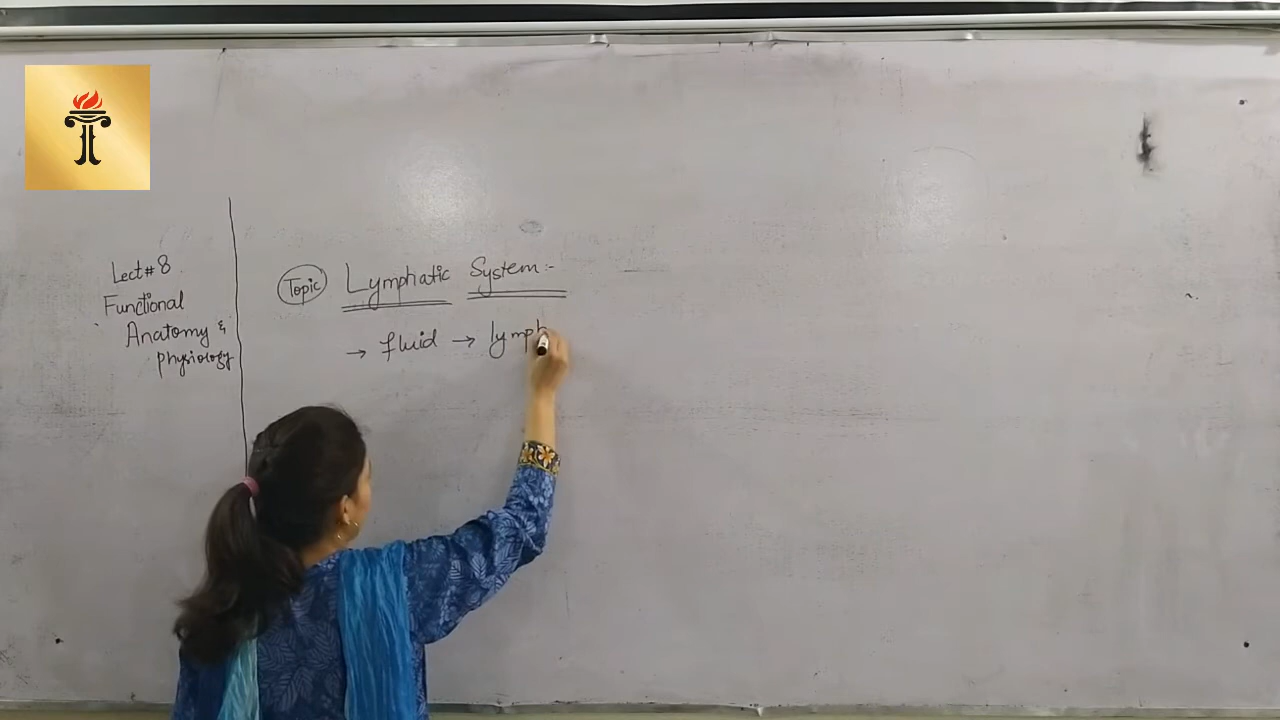 Lect#8
Functional
Anatomy &
physiology
Topic Lymphatic System:-
→ fluid → lymph